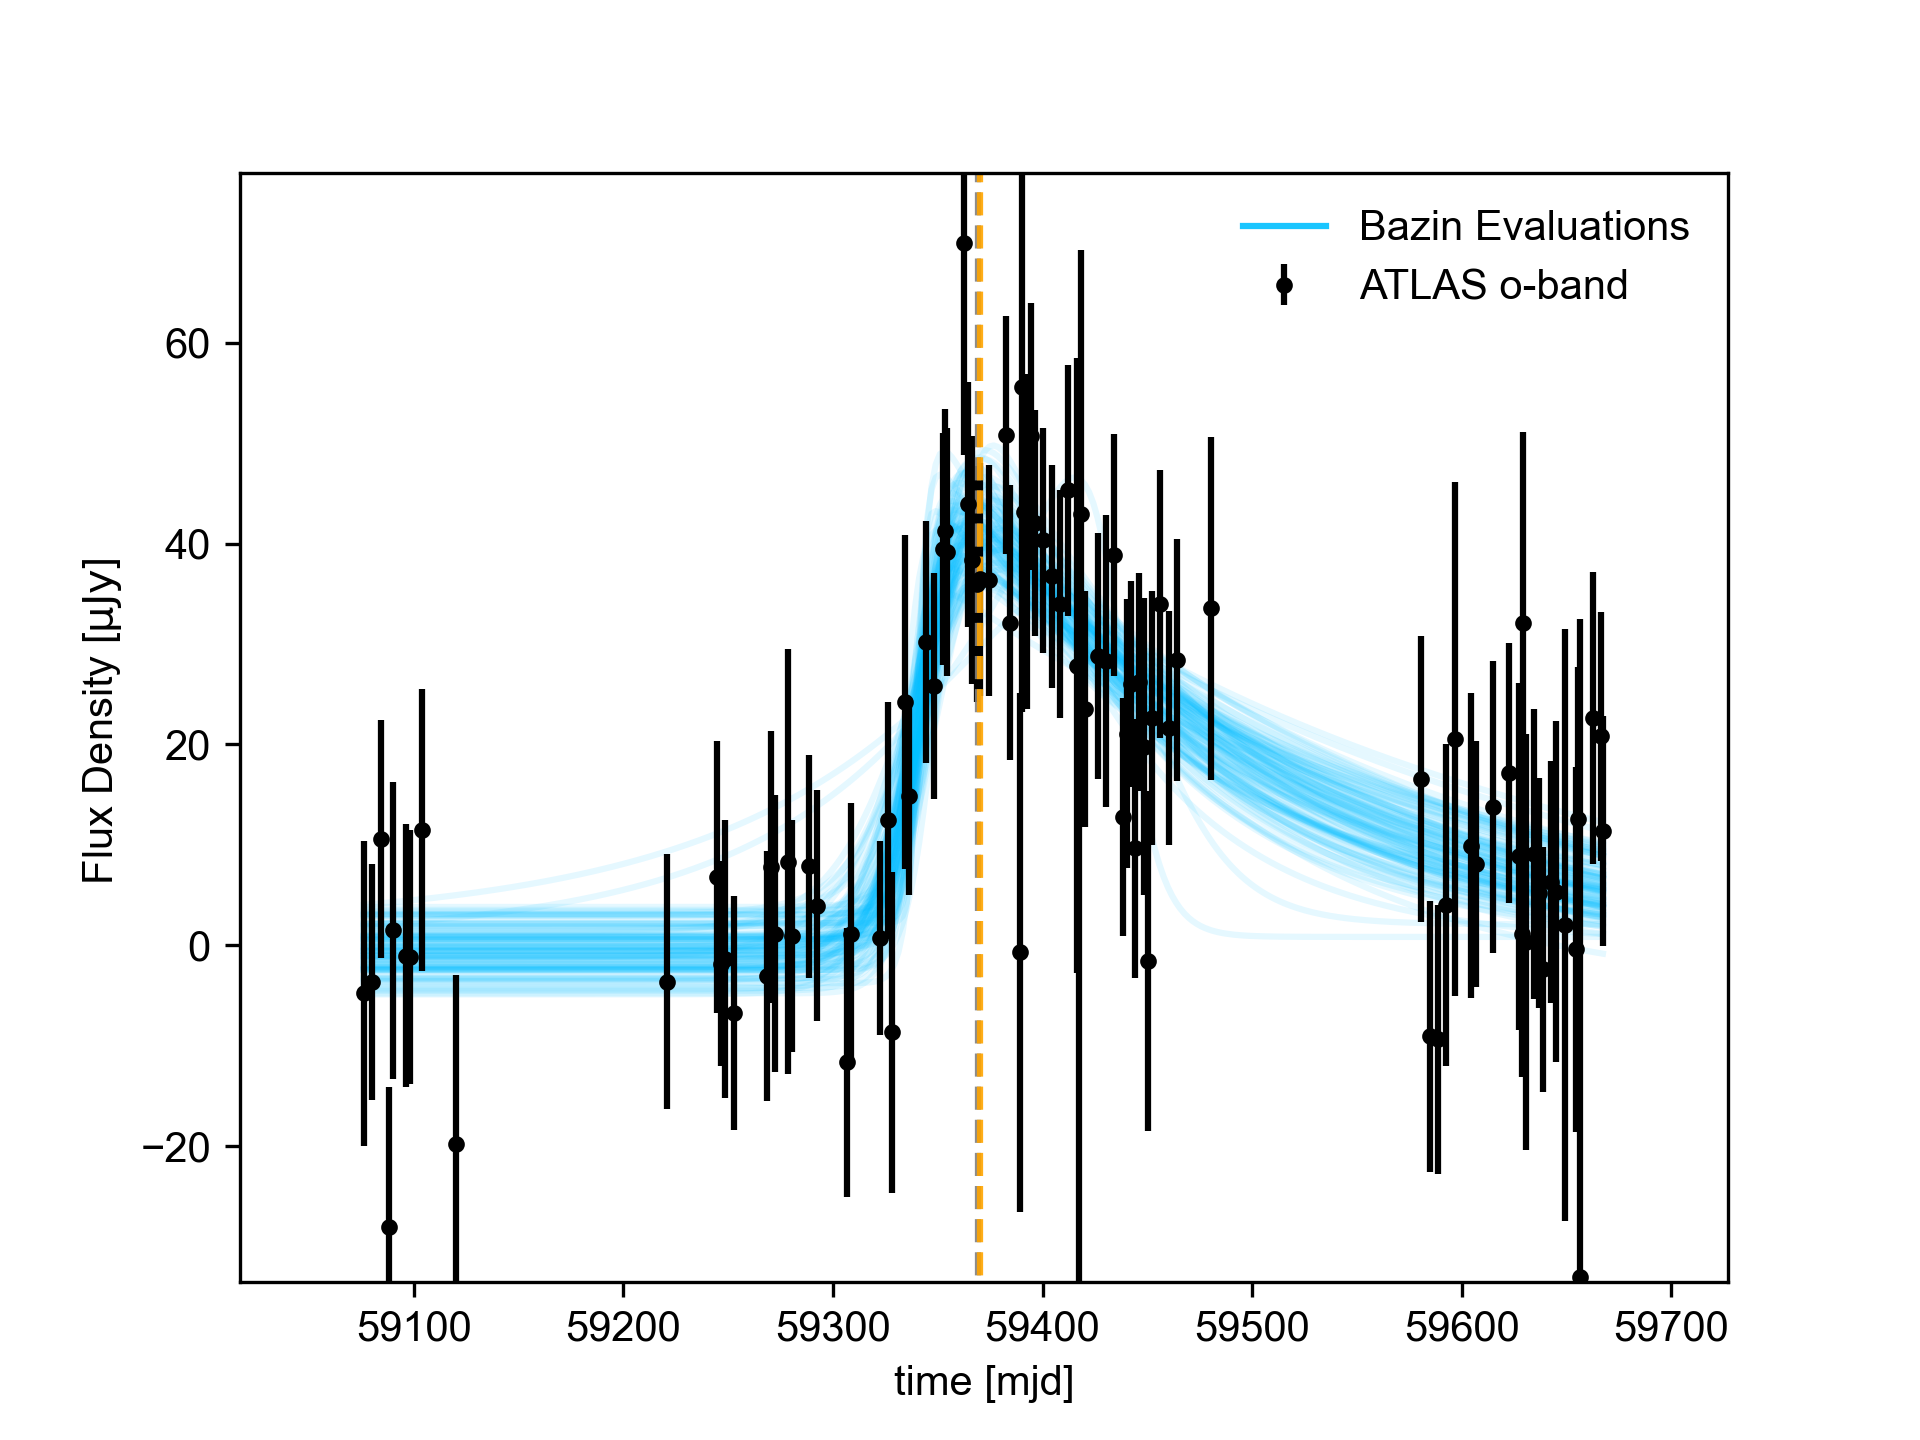 Bazin Evaluations
ATLAS o-band
60
40
20
0
−20
Flux Density [µJy]
59100 59200 59300 59400 59500 59600 59700
time [mjd]